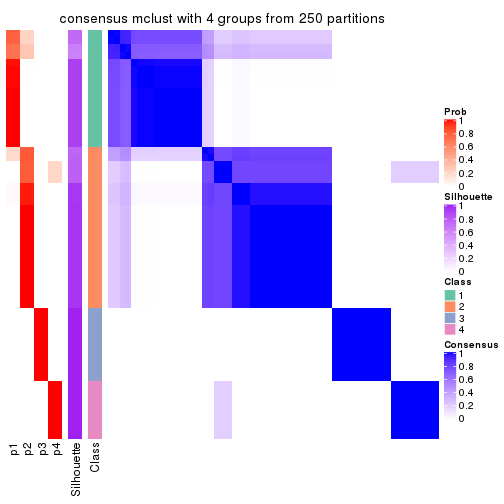 consensus mclust with 4 groups from 250 partitions
Prob
1
0.8
0.6
0.4
0.2
0
Silhouette
1
0.8
0.6
0.4
0.2
0
Class
1
2
3
4
Consensus
1
0.8
0.6
0.4
0.2
0
p1
p2
p3
p4
Silhouette
Class